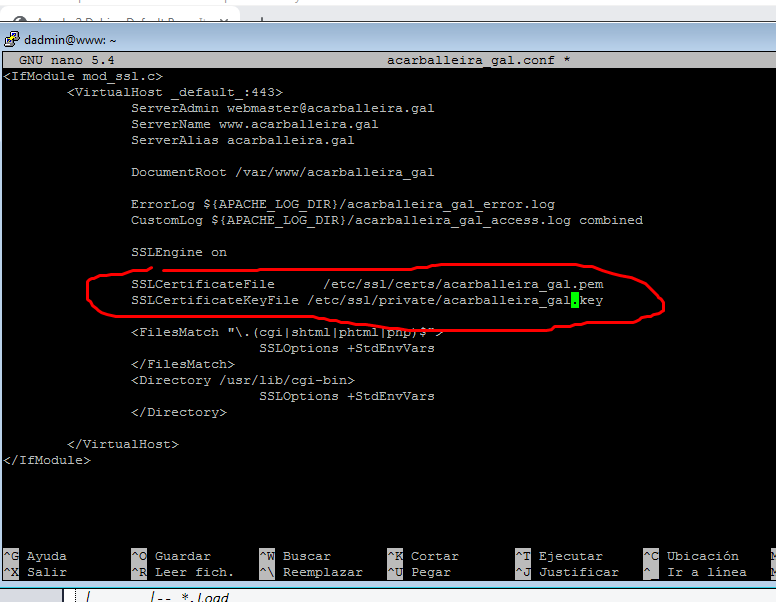 dadmin@www: ~
GNU nano 5.4 acarballeira_gal.conf *
<IfModule mod_ssl.c>
<VirtualHost _default_:443>
ServerAdmin webmaster@acarballeira.gal
ServerName www.acarballeira.gal
ServerAlias acarballeira.gal
DocumentRoot /var/www/acarballeira_gal
ErrorLog ${APACHE_LOG_DIR}/acarballeira_gal_error.log
CustomLog ${APACHE_LOG_DIR}/acarballeira_gal_access.log combined
SSLEngine on
SSLCertificateFile /etc/ssl/certs/acarballeira_gal.pem
SSLCertificateKeyFile /etc/ssl/private/acarballeira_gal.key
<FilesMatch "\.(cgi|shtml|phtml|php)$">
SSLOptions +StdEnvVars
</FilesMatch>
<Directory /usr/lib/cgi-bin>
SSLOptions +StdEnvVars
</Directory>
</VirtualHost>
</IfModule>
^G Ayuda ^O Guardar ^W Buscar ^K Cortar ^T Ejecutar ^C Ubicación
^X Salir ^R Leer fich. ^\ Reemplazar ^U Pegar ^J Justificar ^_ Ir a línea
| |-- *.load